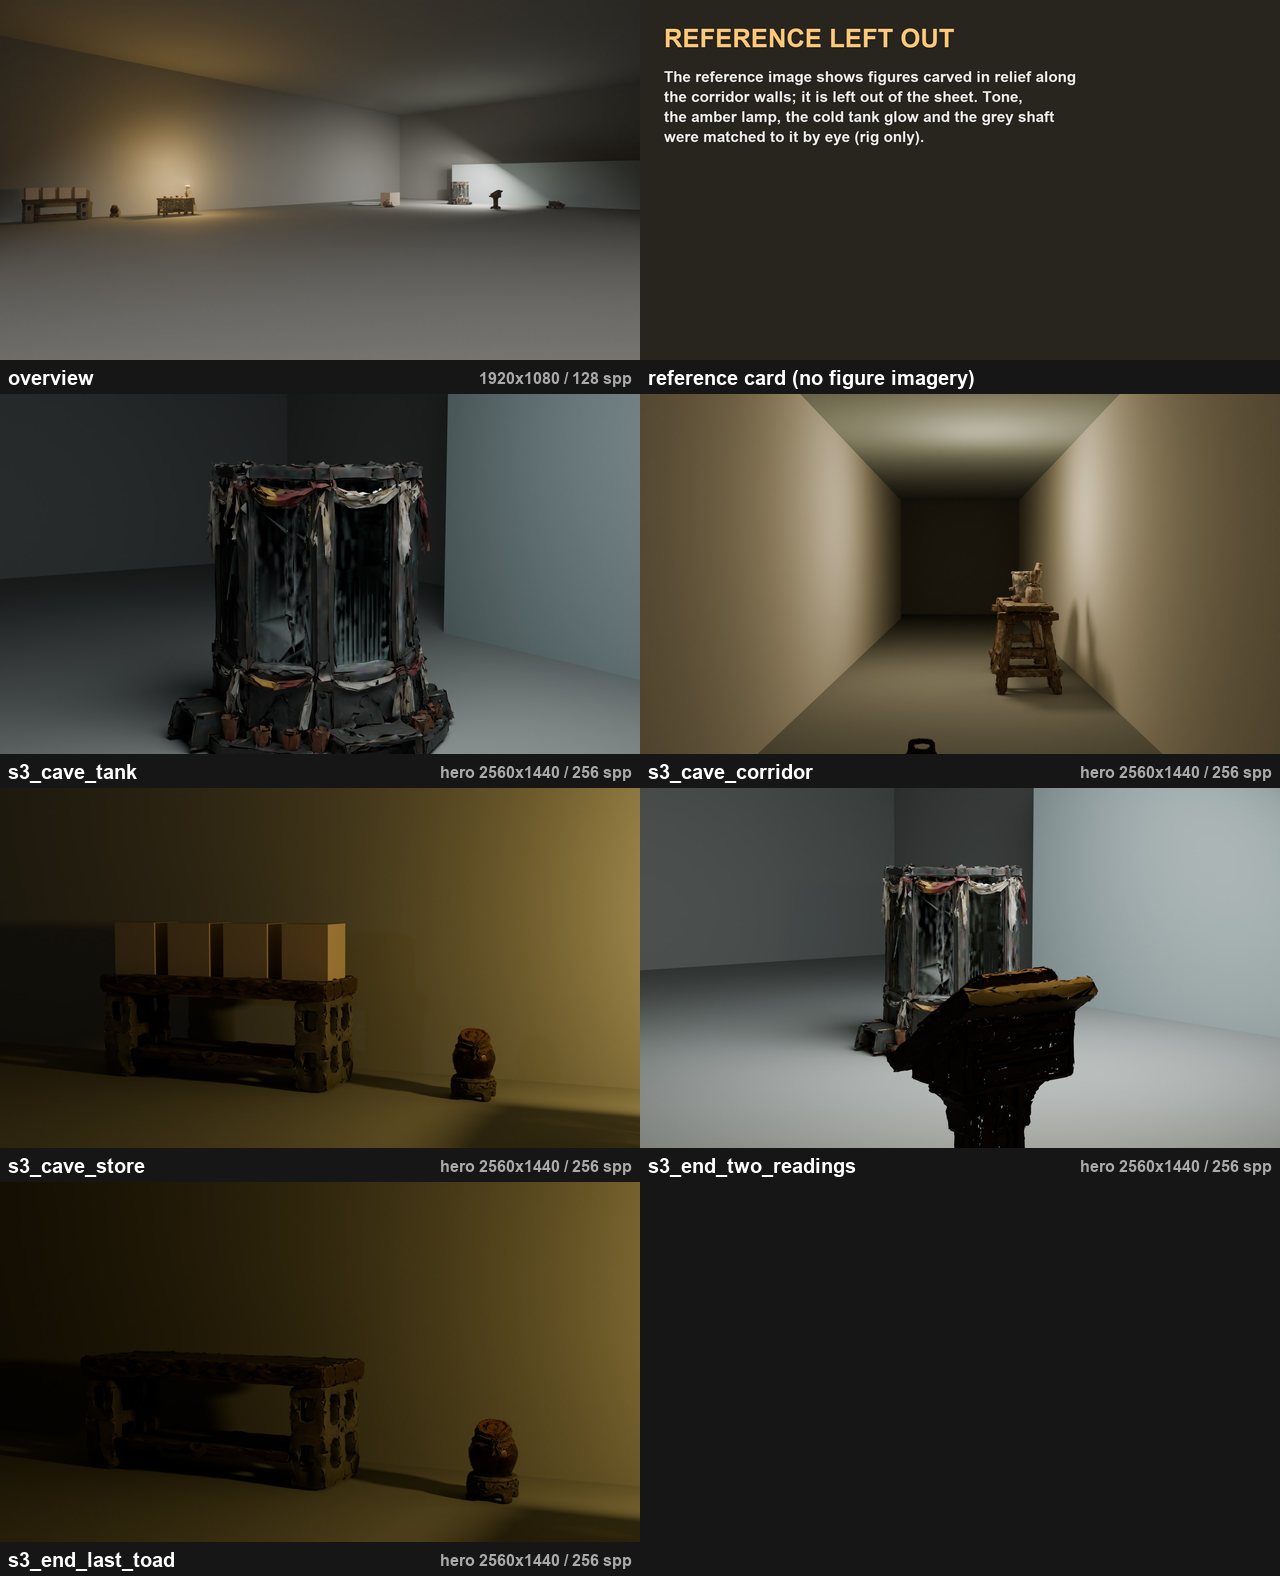 REFERENCE LEFT OUT
The reference image shows figures carved in relief along
the corridor walls; it is left out of the sheet. Tone,
the amber lamp, the cold tank glow and the grey shaft
were matched to it by eye (rig only).
overview
1920x1080 / 128 spp
reference card (no figure imagery)
s3_cave_tank
hero 2560x1440 / 256 spp
s3_cave_corridor
hero 2560x1440 / 256 spp
s3_cave_store
hero 2560x1440 / 256 spp
s3_end_two_readings
hero 2560x1440 / 256 spp
s3_end_last_toad
hero 2560x1440 / 256 spp